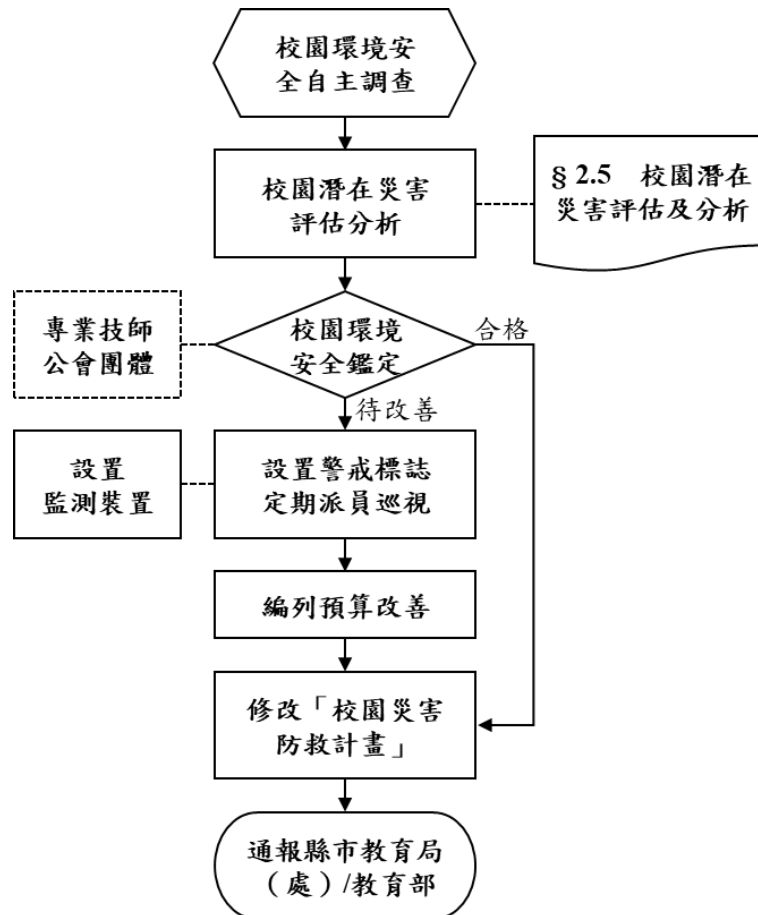 校園環境安
全自主調查
校園潛在災害
評估分析
§ 2.5 校園潛在
災害評估及分析
專業技師
公會團體
校園環境
安全鑑定
合格
待改善
設置
監測裝置
設置警戒標誌
定期派員巡視
編列預算改善
修改「校園災害
防救計畫」
通報縣市教育局
（處）/教育部